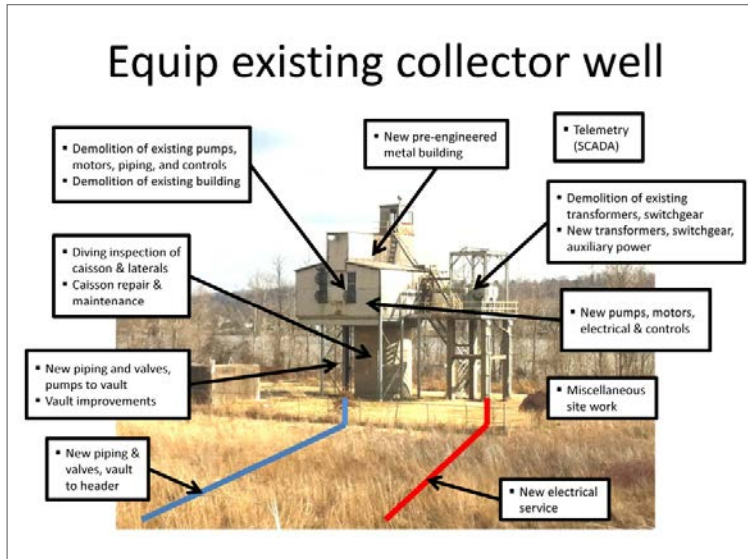 Equip existing collector well
▪ Demolition of existing pumps,
motors, piping, and controls
▪ Demolition of existing building
▪ New pre-engineered
metal building
▪ Telemetry
(SCADA)
▪ Demolition of existing
transformers, switchgear
▪ New transformers, switchgear,
auxiliary power
▪ Diving inspection of
caisson & laterals
▪ Caisson repair &
maintenance
▪ New pumps, motors,
electrical & controls
▪ New piping and valves,
pumps to vault
▪ Vault improvements
▪ Miscellaneous
site work
▪ New piping &
valves, vault
to header
▪ New electrical
service